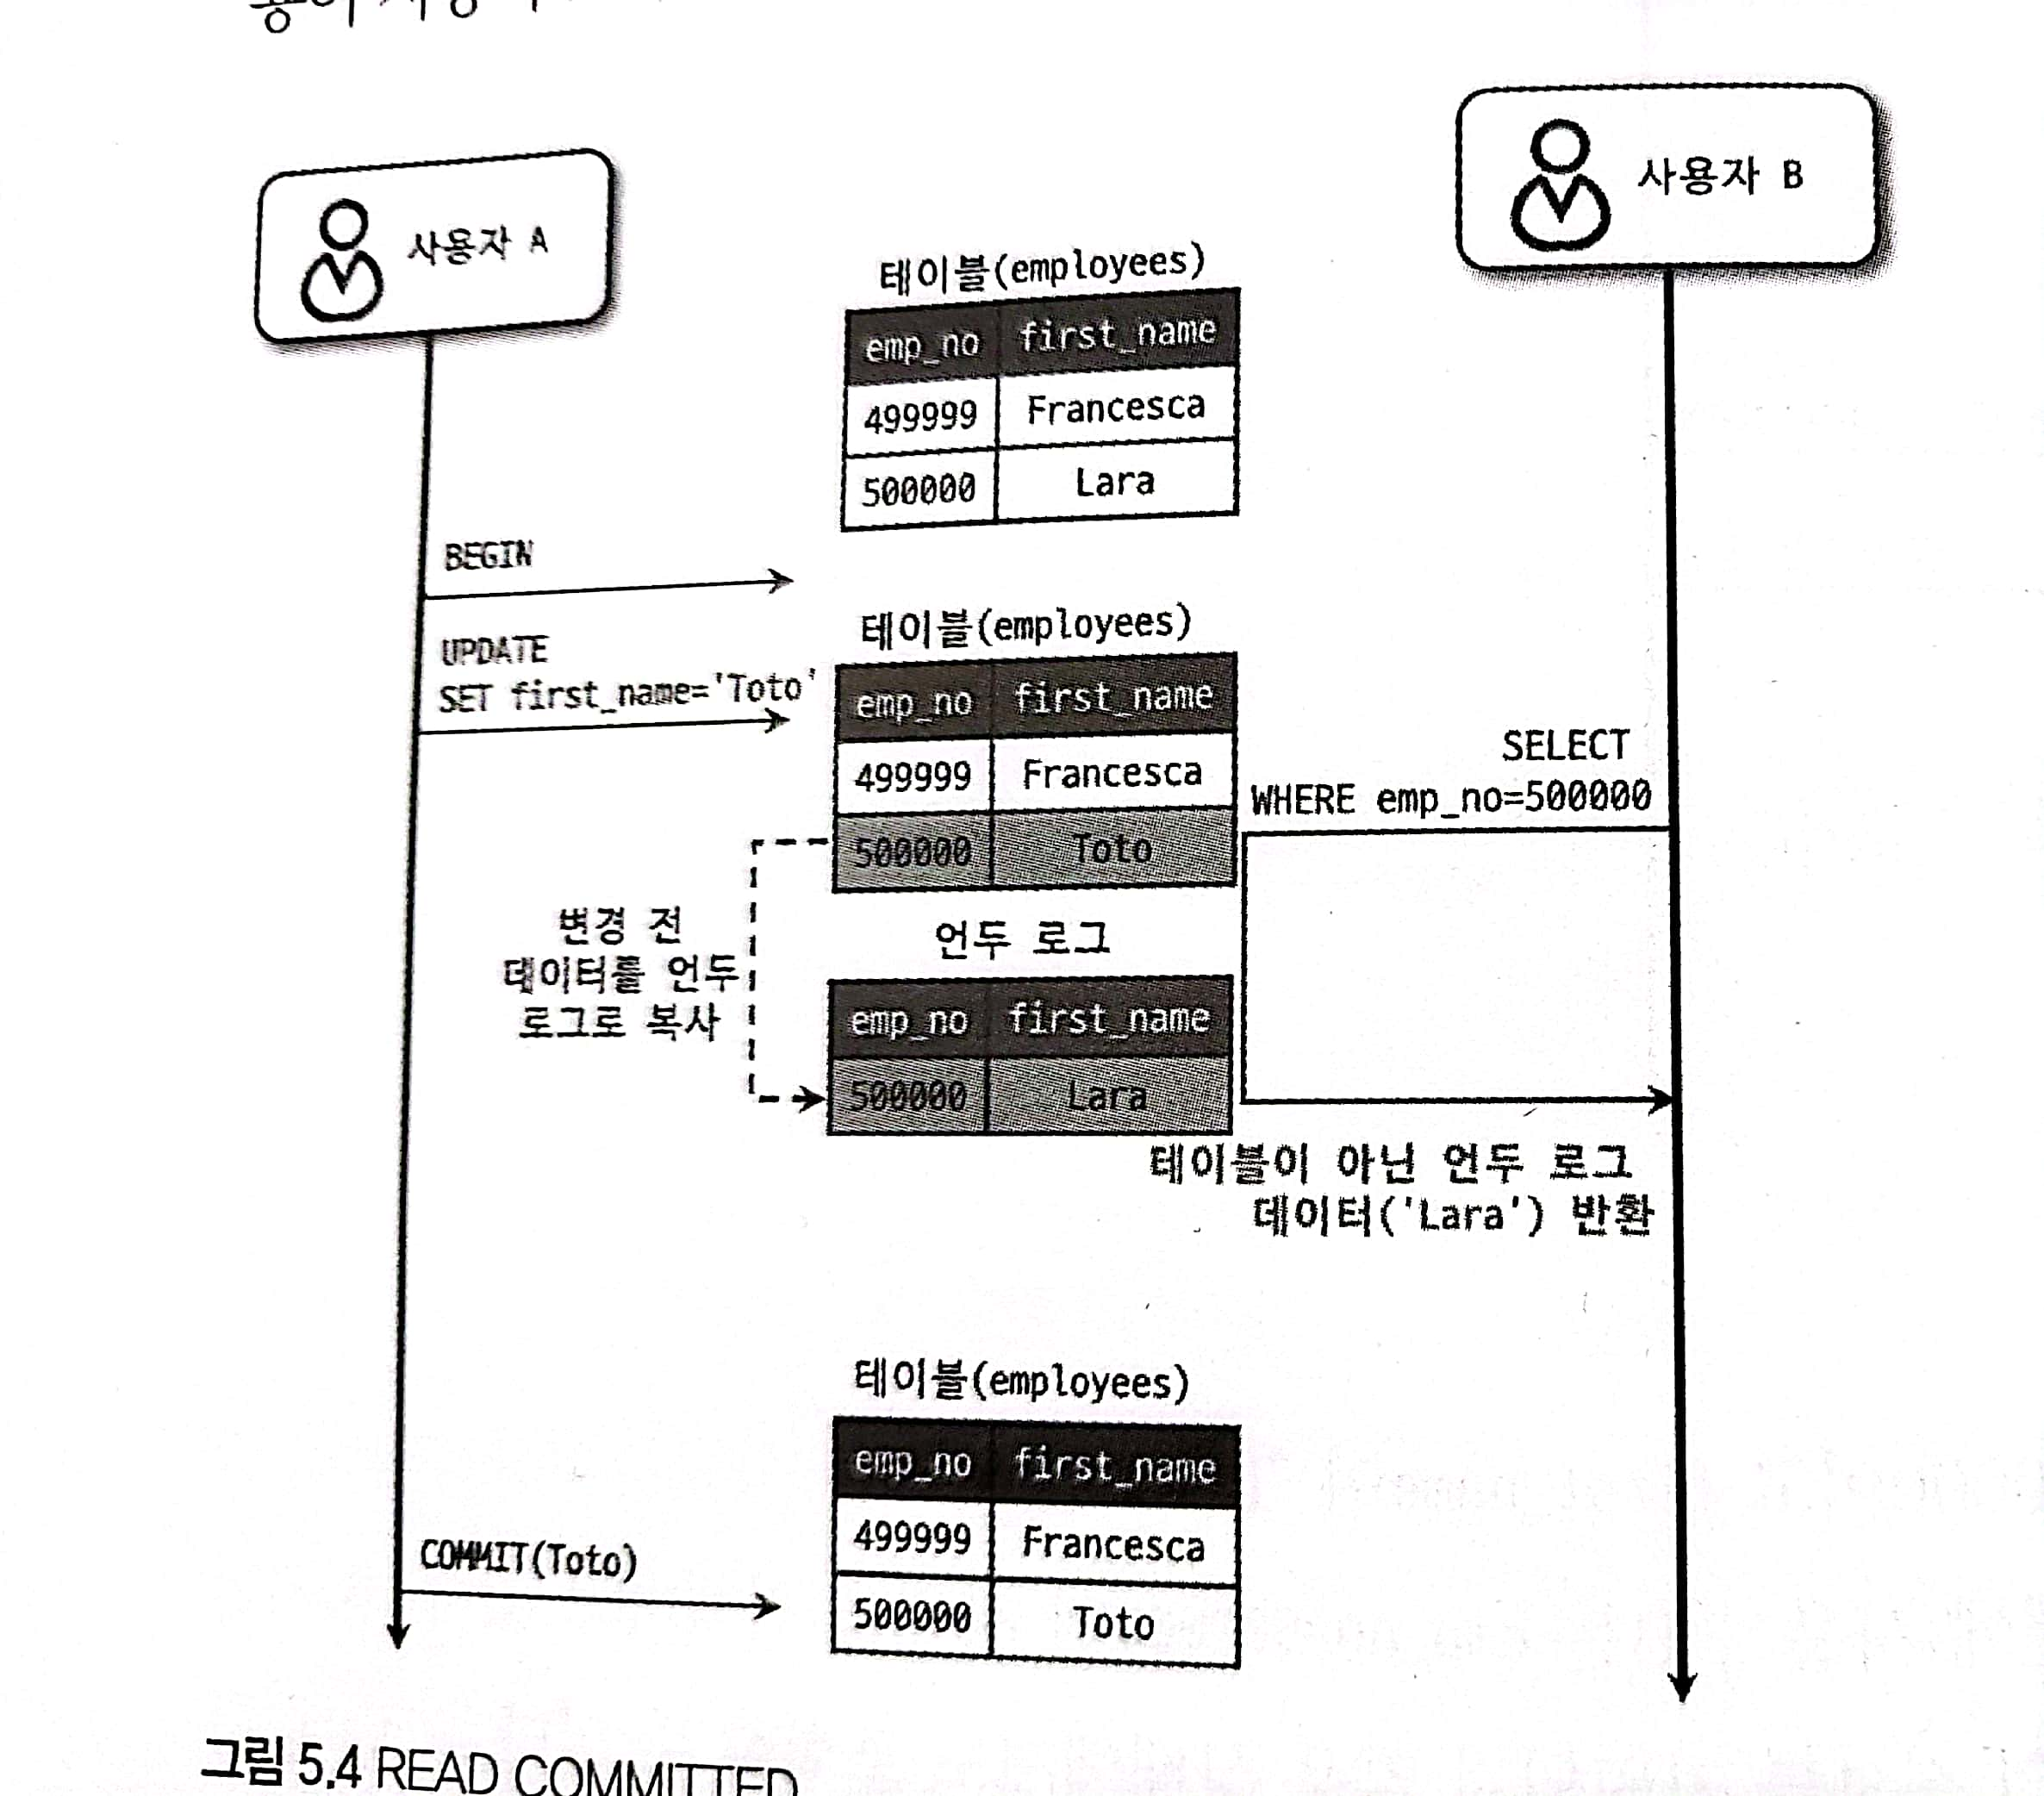 사용자 A
사용자 B
테이블(employees)
emp_no first_name
499999 Francesca
500000 Lara
BEGIN
UPDATE
SET first_name='Toto'
테이블(employees)
emp_no first_name
499999 Francesca
500000 Toto
SELECT
WHERE emp_no=500000
변경 전
데이터를 언두
로그로 복사
언두 로그
emp_no first_name
500000 Lara
테이블이 아닌 언두 로그
데이터('Lara') 반환
테이블(employees)
emp_no first_name
499999 Francesca
500000 Toto
COMMIT(Toto)
그림 5.4 READ COMMITTED